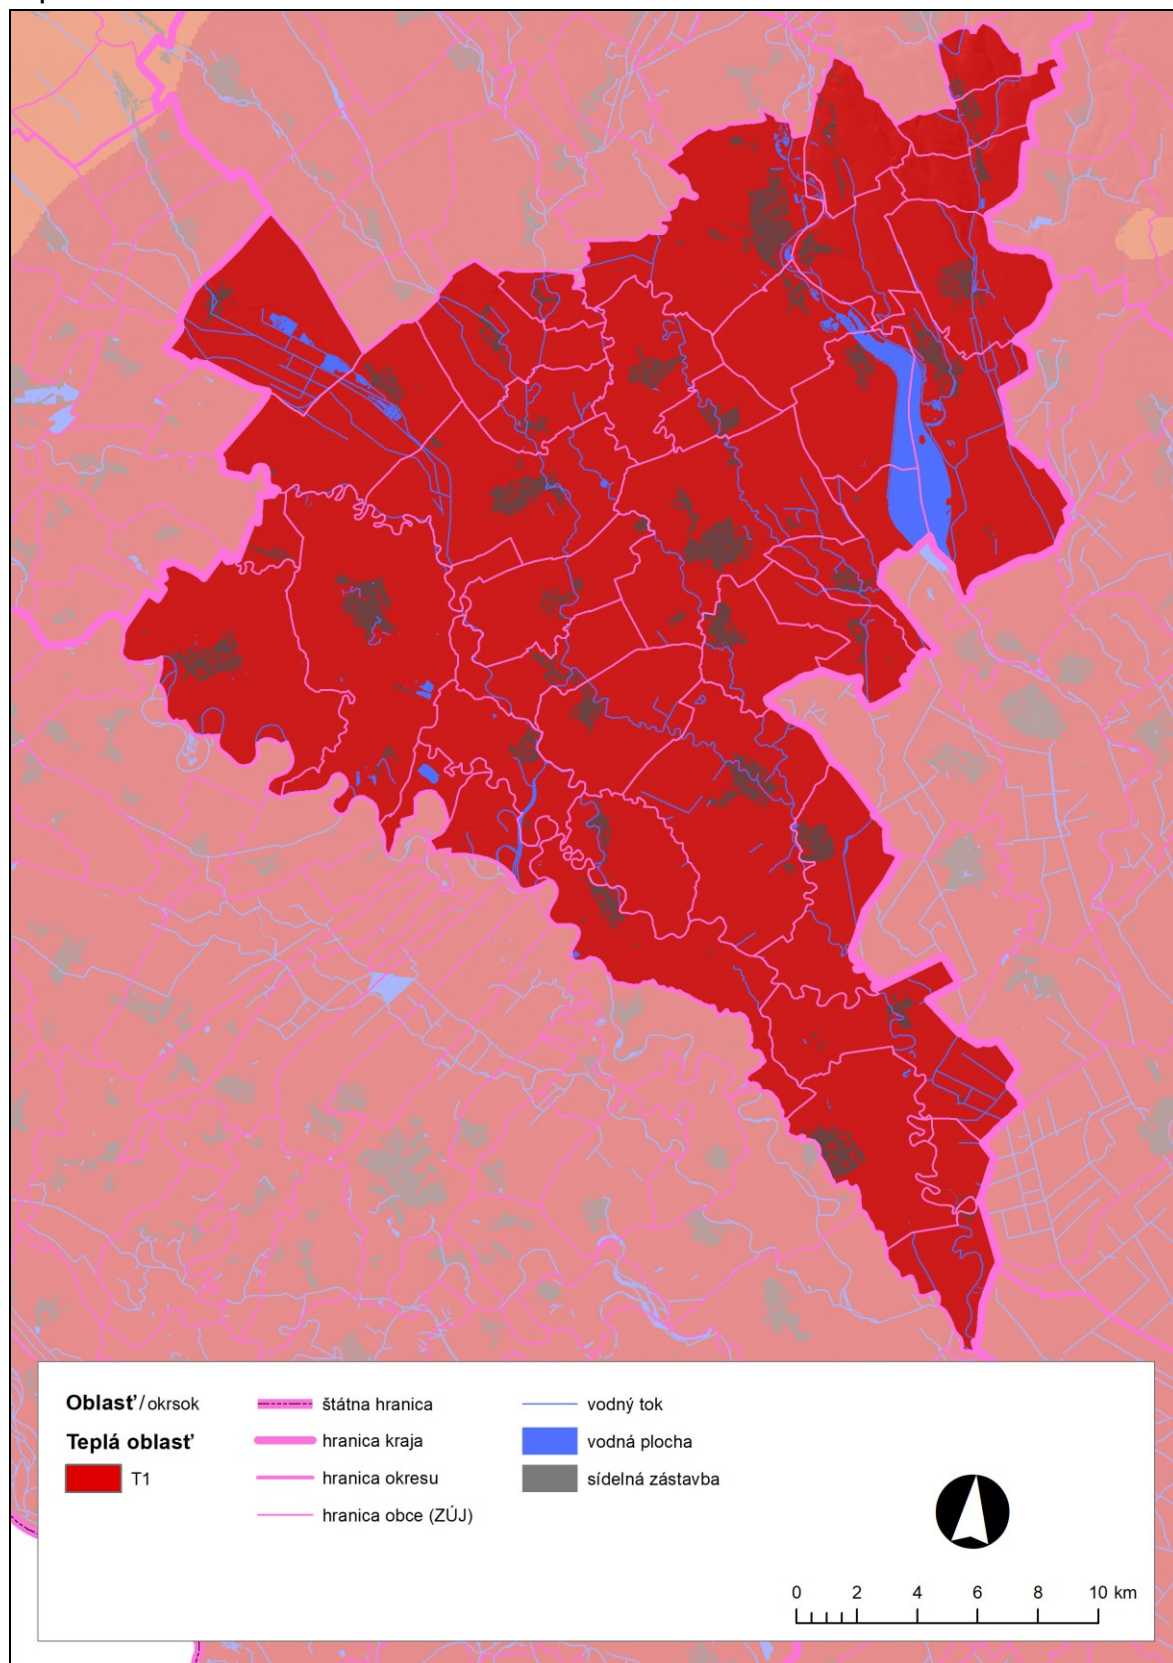 Oblasť/okrsok
Teplá oblasť
T1
štátna hranica
hranica kraja
hranica okresu
hranica obce (ZÚJ)
vodný tok
vodná plocha
sídelná zástavba
0 2 4 6 8 10 km